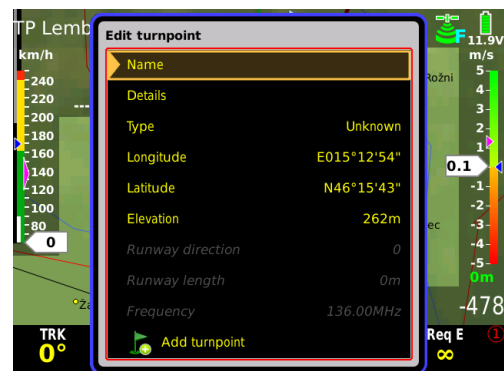 TP Lemb
Edit turnpoint
F
11.9V
km/h
m/s
Name
Details
Type Unknown
Longitude E015°12'54"
Latitude N46°15'43"
Elevation 262m
Runway direction 0
Runway length 0m
Frequency 136.00MHz
Add turnpoint
240
220
200
180
160
140
120
100
80
0
---
Rožni
ec
5
4
3
2
1
0.1
-1
-2
-3
-4
-5
0m
-478
TRK
0°
Req E
1
∞